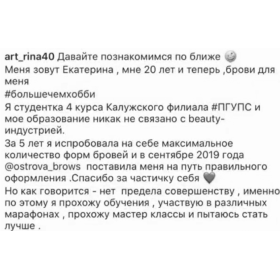 art_rina40 Давайте познакомимся по ближе
Меня зовут Екатерина , мне 20 лет и теперь ,брови для
меня
#большечемхобби
Я студентка 4 курса Калужского филиала #ПГУПС и
мое образование никак не связано с beauty-
индустрией.
За 5 лет я испробовала на себе максимальное
количество форм бровей и в сентябре 2019 года
@ostrova_brows поставила меня на путь правильного
оформления .Спасибо за частичку себя 🖤
Но как говорится - нет предела совершенству , именно
по этому я прохожу обучения , участвую в различных
марафонах , прохожу мастер классы и пытаюсь стать
лучше .